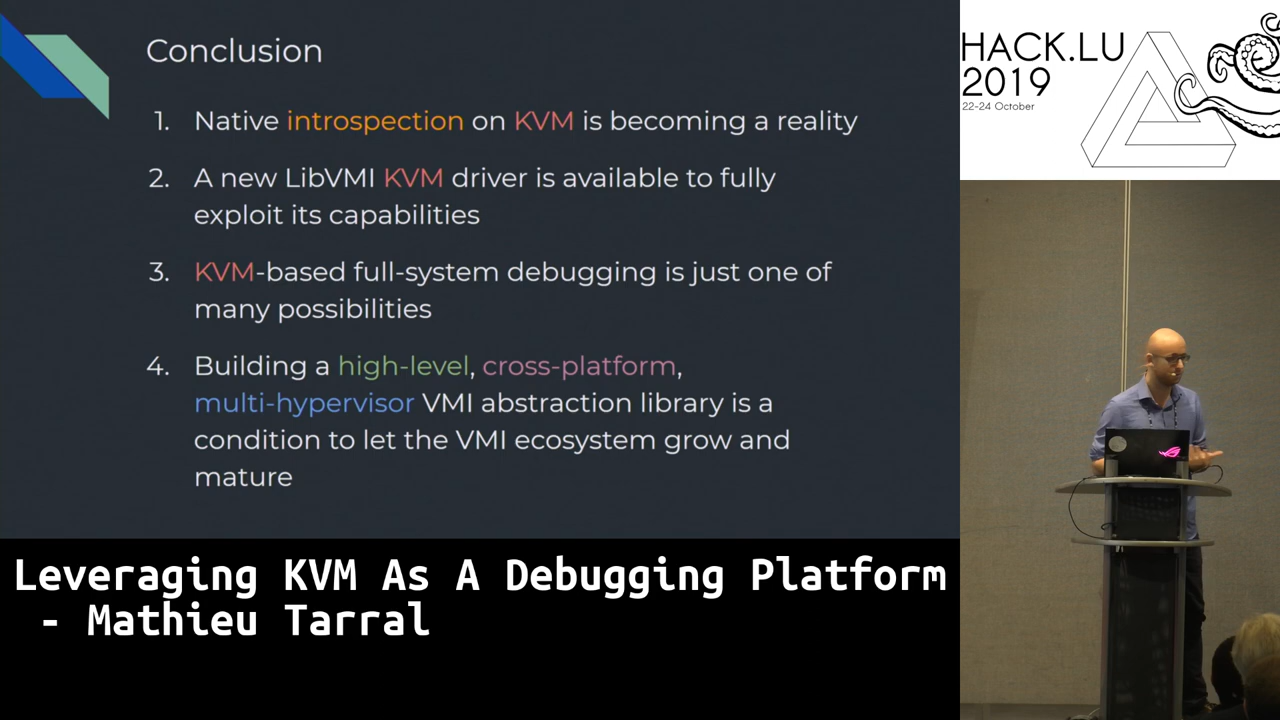 Conclusion
1. Native introspection on KVM is becoming a reality
2. A new LibVMI KVM driver is available to fully
exploit its capabilities
3. KVM-based full-system debugging is just one of
many possibilities
4. Building a high-level, cross-platform,
multi-hypervisor VMI abstraction library is a
condition to let the VMI ecosystem grow and
mature
Leveraging KVM As A Debugging Platform
- Mathieu Tarral
HACK.LU
2019
22-24 October